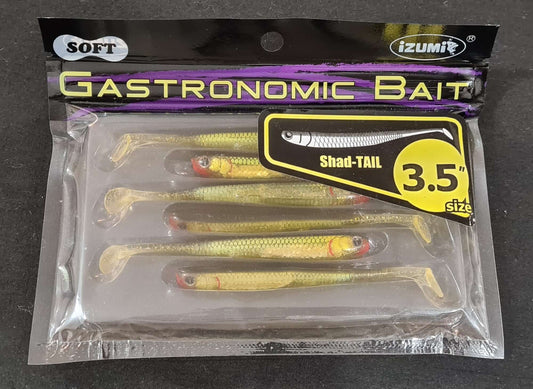 SOFT
izumi ®
GASTRONOMIC BAIT
Shad-TAIL
3.5"
size